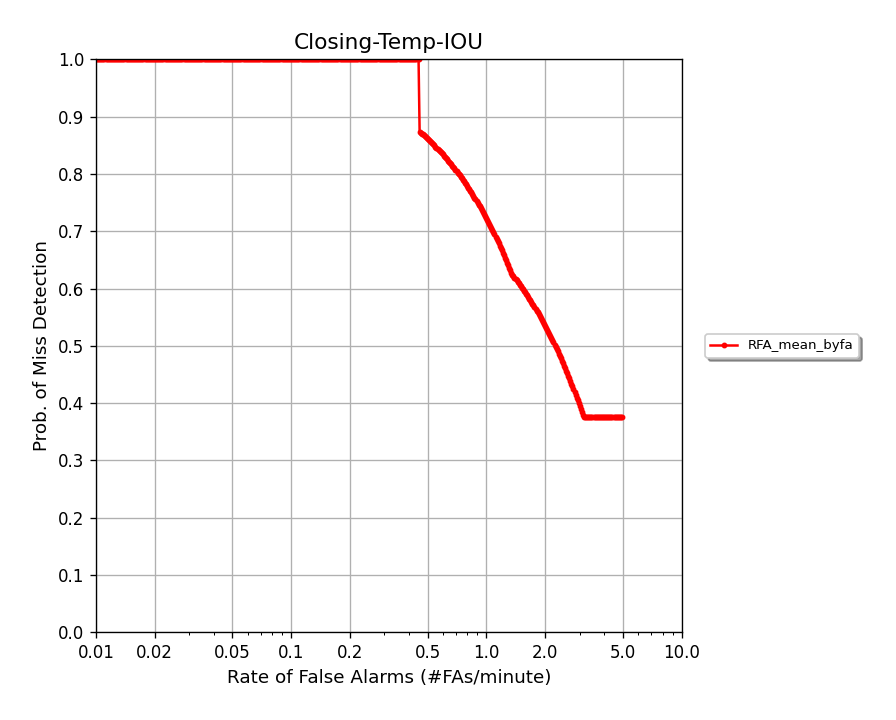 Closing-Temp-IOU
1.0
0.9
0.8
0.7
0.6
0.5
0.4
0.3
0.2
0.1
0.0
Prob. of Miss Detection
0.01 0.02 0.05 0.1 0.2 0.5 1.0 2.0 5.0 10.0
Rate of False Alarms (#FAs/minute)
RFA_mean_byfa